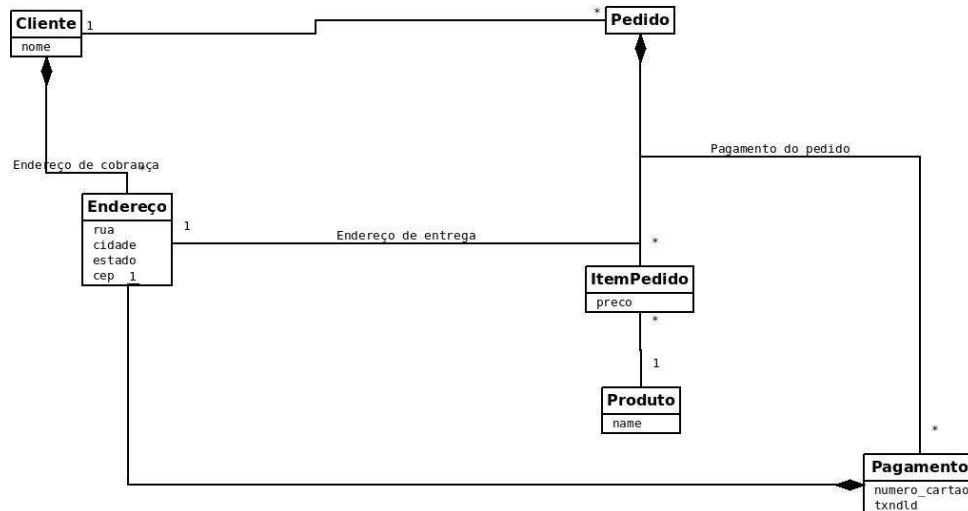 Cliente
nome
1
*
Pedido
Endereço de cobrança
*
Pagamento do pedido
Endereço
rua
cidade
estado
cep 1
1
Endereço de entrega
*
ItemPedido
preco
*
1
Produto
name
*
Pagamento
numero_cartao
txndld